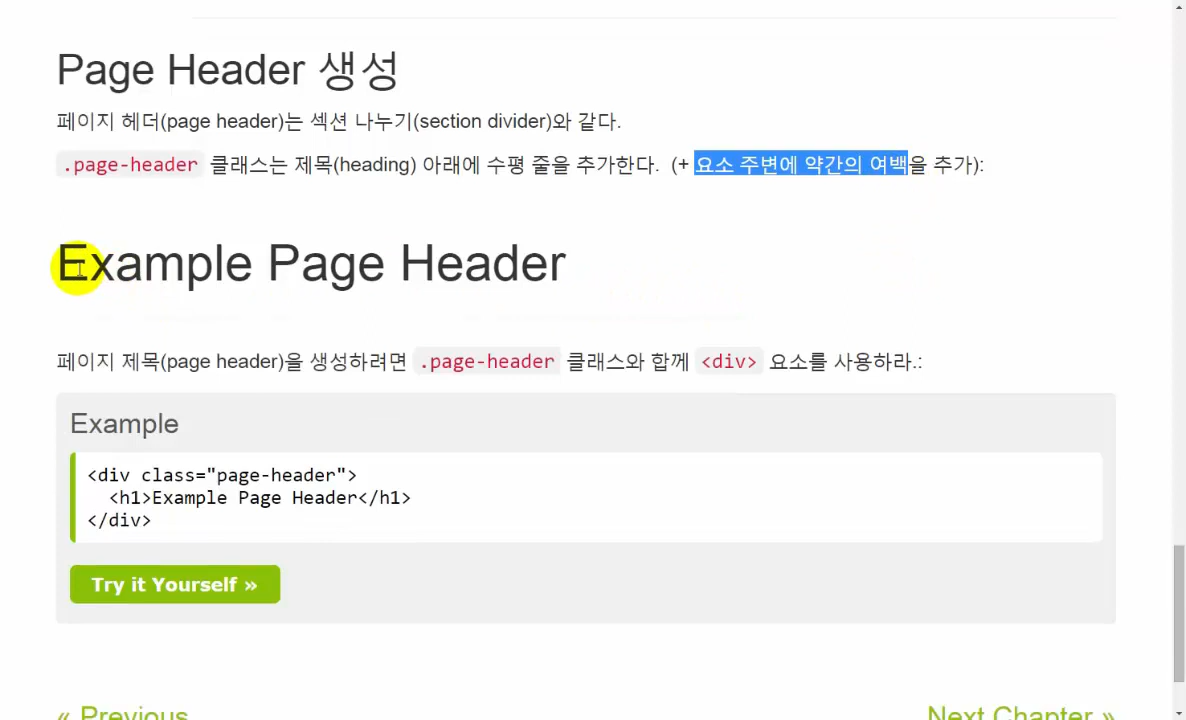 Page Header 생성
페이지 헤더(page header)는 섹션 나누기(section divider)와 같다.
.page-header 클래스는 제목(heading) 아래에 수평 줄을 추가한다. (+ 요소 주변에 약간의 여백을 추가):
Example Page Header
페이지 제목(page header)을 생성하려면 .page-header 클래스와 함께 <div> 요소를 사용하라.:
Example
<div class="page-header">
  <h1>Example Page Header</h1>
</div>
Try it Yourself »
« Previous
Next Chapter »